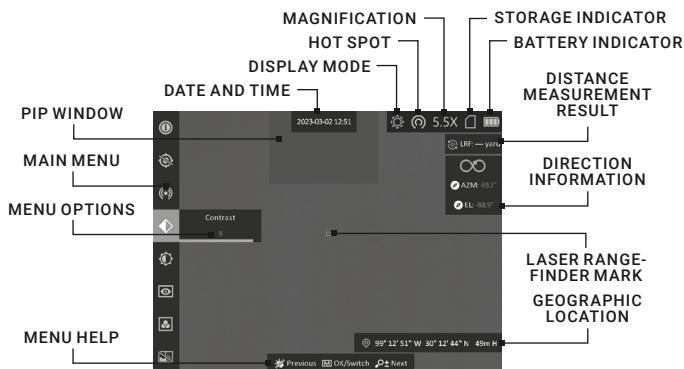 MAGNIFICATION
STORAGE INDICATOR
HOT SPOT
BATTERY INDICATOR
DISPLAY MODE
DATE AND TIME
DISTANCE
MEASUREMENT
RESULT
PIP WINDOW
2023-03-02 12:51
5.5X
LRF: — yard
MAIN MENU
DIRECTION
INFORMATION
AZM: 49.2°
EL: -88.9°
MENU OPTIONS
Contrast
9
LASER RANGE-
FINDER MARK
GEOGRAPHIC
LOCATION
MENU HELP
99° 12' 51" W 30° 12' 44" N 49m H
Previous M OK/Switch ± Next